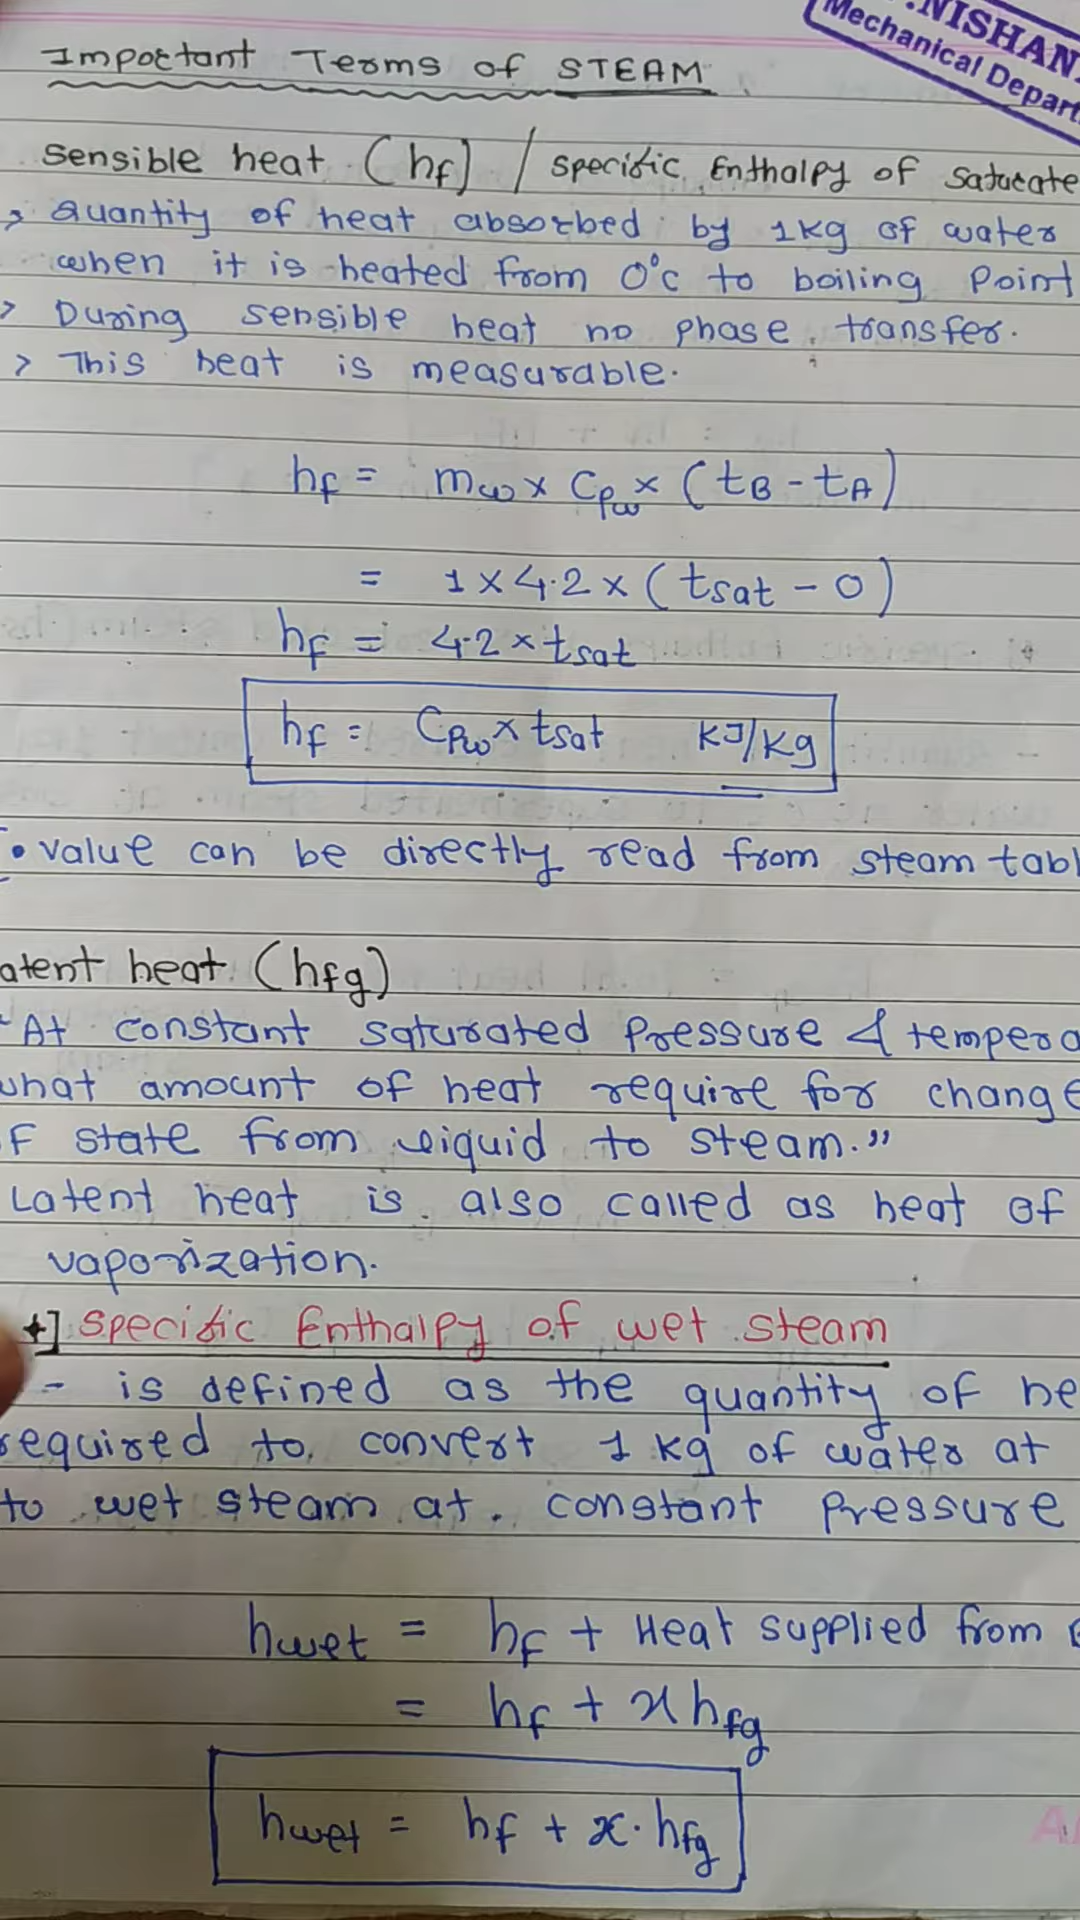 .NISHAN
Mechanical Depart
Important Terms of STEAM
Sensible heat (hf) / Specific Enthalpy of Saturate
> Quantity of heat absorbed by 1kg of water
when it is heated from 0°c to boiling Point
> During sensible heat no phase transfer.
> This heat is measurable.
hf = mw x Cpw x (tB - tA)
= 1 x 4.2 x (tsat - 0)
hf = 4.2 x tsat
hf = Cpw x tsat KJ/Kg
• value can be directly read from steam tabl
atent heat (hfg)
- At constant saturated Pressure & tempera
what amount of heat require for change
f state from liquid to steam."
Latent heat is also called as heat of
vaporization.
+] Specific Enthalpy of wet steam
- is defined as the quantity of he
required to convert 1 kg of water at
to wet steam at constant Pressure
hwet = hf + Heat supplied from
= hf + x hfg
hwet = hf + x · hfg